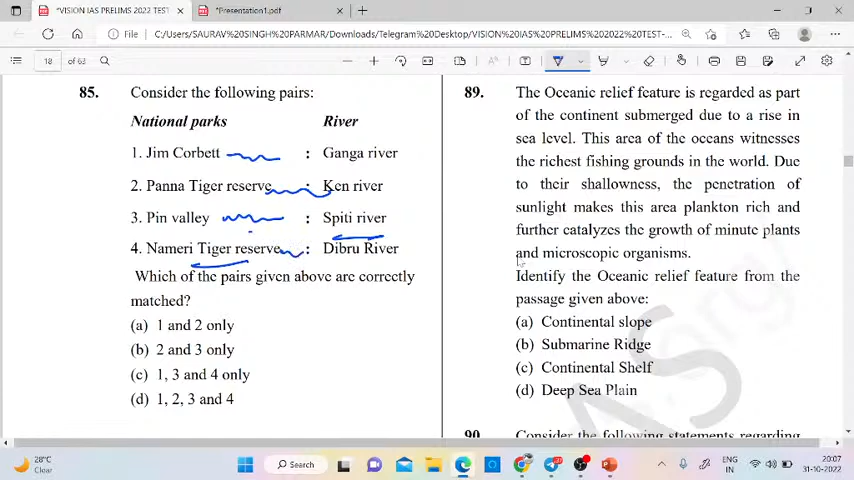 *VISION IAS PRELIMS 2022 TEST
*Presentation1.pdf
File
C:/Users/SAURAV%20SINGH%20PARMAR/Downloads/Telegram%20Desktop/VISION%20IAS%20PRELIMS%202022%20TEST-...
18 of 63
85. Consider the following pairs:
National parks River
1. Jim Corbett : Ganga river
2. Panna Tiger reserve : Ken river
3. Pin valley : Spiti river
4. Nameri Tiger reserve : Dibru River
Which of the pairs given above are correctly
matched?
(a) 1 and 2 only
(b) 2 and 3 only
(c) 1, 3 and 4 only
(d) 1, 2, 3 and 4
89. The Oceanic relief feature is regarded as part
of the continent submerged due to a rise in
sea level. This area of the oceans witnesses
the richest fishing grounds in the world. Due
to their shallowness, the penetration of
sunlight makes this area plankton rich and
further catalyzes the growth of minute plants
and microscopic organisms.
Identify the Oceanic relief feature from the
passage given above:
(a) Continental slope
(b) Submarine Ridge
(c) Continental Shelf
(d) Deep Sea Plain
90. Consider the following statements regarding
28°C
Clear
Search
ENG
IN
20:07
31-10-2022